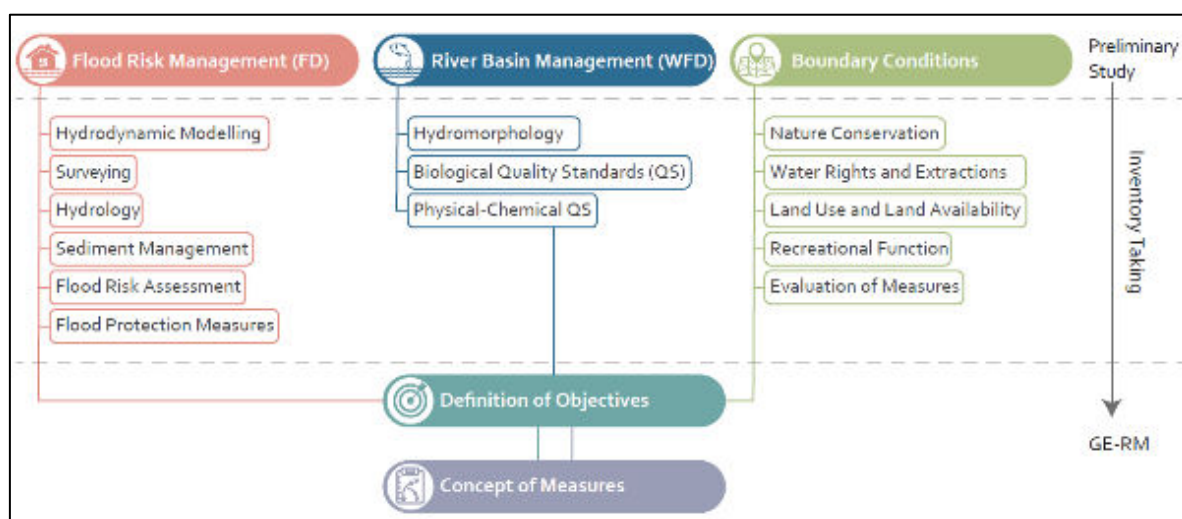 Flood Risk Management (FD)
River Basin Management (WFD)
Boundary Conditions
Preliminary
Study
Hydrodynamic Modelling
Surveying
Hydrology
Sediment Management
Flood Risk Assessment
Flood Protection Measures
Hydromorphology
Biological Quality Standards (QS)
Physical-Chemical QS
Nature Conservation
Water Rights and Extractions
Land Use and Land Availability
Recreational Function
Evaluation of Measures
Inventory Taking
Definition of Objectives
GE-RM
Concept of Measures